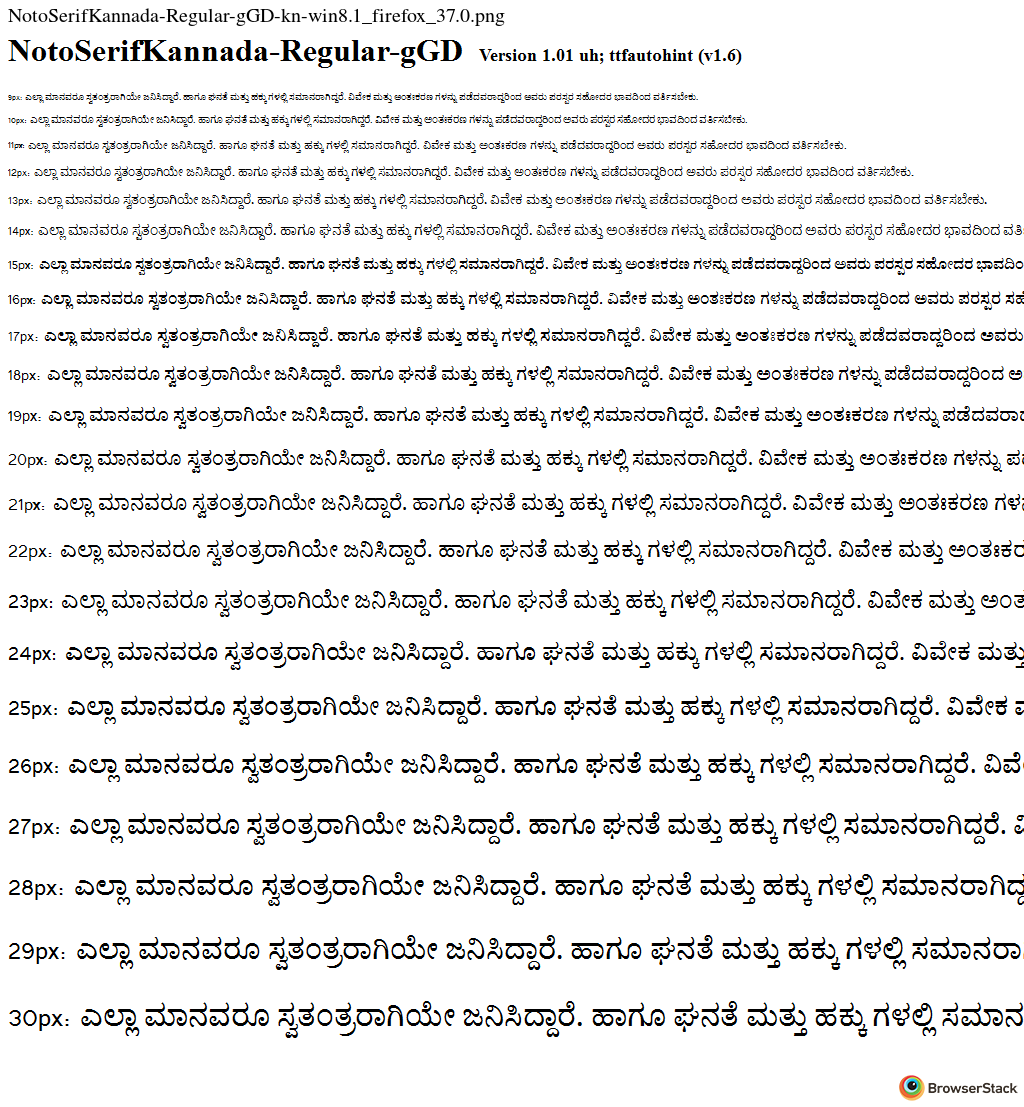 NotoSerifKannada-Regular-gGD-kn-win8.1_firefox_37.0.png
NotoSerifKannada-Regular-gGD Version 1.01 uh; ttfautohint (v1.6)
9px: ಎಲ್ಲಾ ಮಾನವರೂ ಸ್ವತಂತ್ರರಾಗಿಯೇ ಜನಿಸಿದ್ದಾರೆ. ಹಾಗೂ ಘನತೆ ಮತ್ತು ಹಕ್ಕು ಗಳಲ್ಲಿ ಸಮಾನರಾಗಿದ್ದರೆ. ವಿವೇಕ ಮತ್ತು ಅಂತಃಕರಣ ಗಳನ್ನು ಪಡೆದವರಾದ್ದರಿಂದ ಅವರು ಪರಸ್ಪರ ಸಹೋದರ ಭಾವದಿಂದ ವರ್ತಿಸಬೇಕು.
10px: ಎಲ್ಲಾ ಮಾನವರೂ ಸ್ವತಂತ್ರರಾಗಿಯೇ ಜನಿಸಿದ್ದಾರೆ. ಹಾಗೂ ಘನತೆ ಮತ್ತು ಹಕ್ಕು ಗಳಲ್ಲಿ ಸಮಾನರಾಗಿದ್ದರೆ. ವಿವೇಕ ಮತ್ತು ಅಂತಃಕರಣ ಗಳನ್ನು ಪಡೆದವರಾದ್ದರಿಂದ ಅವರು ಪರಸ್ಪರ ಸಹೋದರ ಭಾವದಿಂದ ವರ್ತಿಸಬೇಕು.
11px: ಎಲ್ಲಾ ಮಾನವರೂ ಸ್ವತಂತ್ರರಾಗಿಯೇ ಜನಿಸಿದ್ದಾರೆ. ಹಾಗೂ ಘನತೆ ಮತ್ತು ಹಕ್ಕು ಗಳಲ್ಲಿ ಸಮಾನರಾಗಿದ್ದರೆ. ವಿವೇಕ ಮತ್ತು ಅಂತಃಕರಣ ಗಳನ್ನು ಪಡೆದವರಾದ್ದರಿಂದ ಅವರು ಪರಸ್ಪರ ಸಹೋದರ ಭಾವದಿಂದ ವರ್ತಿಸಬೇಕು.
12px: ಎಲ್ಲಾ ಮಾನವರೂ ಸ್ವತಂತ್ರರಾಗಿಯೇ ಜನಿಸಿದ್ದಾರೆ. ಹಾಗೂ ಘನತೆ ಮತ್ತು ಹಕ್ಕು ಗಳಲ್ಲಿ ಸಮಾನರಾಗಿದ್ದರೆ. ವಿವೇಕ ಮತ್ತು ಅಂತಃಕರಣ ಗಳನ್ನು ಪಡೆದವರಾದ್ದರಿಂದ ಅವರು ಪರಸ್ಪರ ಸಹೋದರ ಭಾವದಿಂದ ವರ್ತಿಸಬೇಕು.
13px: ಎಲ್ಲಾ ಮಾನವರೂ ಸ್ವತಂತ್ರರಾಗಿಯೇ ಜನಿಸಿದ್ದಾರೆ. ಹಾಗೂ ಘನತೆ ಮತ್ತು ಹಕ್ಕು ಗಳಲ್ಲಿ ಸಮಾನರಾಗಿದ್ದರೆ. ವಿವೇಕ ಮತ್ತು ಅಂತಃಕರಣ ಗಳನ್ನು ಪಡೆದವರಾದ್ದರಿಂದ ಅವರು ಪರಸ್ಪರ ಸಹೋದರ ಭಾವದಿಂದ ವರ್ತಿಸಬೇಕು.
14px: ಎಲ್ಲಾ ಮಾನವರೂ ಸ್ವತಂತ್ರರಾಗಿಯೇ ಜನಿಸಿದ್ದಾರೆ. ಹಾಗೂ ಘನತೆ ಮತ್ತು ಹಕ್ಕು ಗಳಲ್ಲಿ ಸಮಾನರಾಗಿದ್ದರೆ. ವಿವೇಕ ಮತ್ತು ಅಂತಃಕರಣ ಗಳನ್ನು ಪಡೆದವರಾದ್ದರಿಂದ ಅವರು ಪರಸ್ಪರ ಸಹೋದರ ಭಾವದಿಂದ
15px: ಎಲ್ಲಾ ಮಾನವರೂ ಸ್ವತಂತ್ರರಾಗಿಯೇ ಜನಿಸಿದ್ದಾರೆ. ಹಾಗೂ ಘನತೆ ಮತ್ತು ಹಕ್ಕು ಗಳಲ್ಲಿ ಸಮಾನರಾಗಿದ್ದರೆ. ವಿವೇಕ ಮತ್ತು ಅಂತಃಕರಣ ಗಳನ್ನು ಪಡೆದವರಾದ್ದರಿಂದ ಅವರು ಪರಸ್ಪರ ಸಹೋದರ
16px: ಎಲ್ಲಾ ಮಾನವರೂ ಸ್ವತಂತ್ರರಾಗಿಯೇ ಜನಿಸಿದ್ದಾರೆ. ಹಾಗೂ ಘನತೆ ಮತ್ತು ಹಕ್ಕು ಗಳಲ್ಲಿ ಸಮಾನರಾಗಿದ್ದರೆ. ವಿವೇಕ ಮತ್ತು ಅಂತಃಕರಣ ಗಳನ್ನು ಪಡೆದವರಾದ್ದರಿಂದ ಅವರು ಪರಸ್ಪರ
17px: ಎಲ್ಲಾ ಮಾನವರೂ ಸ್ವತಂತ್ರರಾಗಿಯೇ ಜನಿಸಿದ್ದಾರೆ. ಹಾಗೂ ಘನತೆ ಮತ್ತು ಹಕ್ಕು ಗಳಲ್ಲಿ ಸಮಾನರಾಗಿದ್ದರೆ. ವಿವೇಕ ಮತ್ತು ಅಂತಃಕರಣ ಗಳನ್ನು ಪಡೆದವರಾದ್ದರಿಂದ ಅವರು
18px: ಎಲ್ಲಾ ಮಾನವರೂ ಸ್ವತಂತ್ರರಾಗಿಯೇ ಜನಿಸಿದ್ದಾರೆ. ಹಾಗೂ ಘನತೆ ಮತ್ತು ಹಕ್ಕು ಗಳಲ್ಲಿ ಸಮಾನರಾಗಿದ್ದರೆ. ವಿವೇಕ ಮತ್ತು ಅಂತಃಕರಣ ಗಳನ್ನು ಪಡೆದವರಾದ್ದರಿಂದ
19px: ಎಲ್ಲಾ ಮಾನವರೂ ಸ್ವತಂತ್ರರಾಗಿಯೇ ಜನಿಸಿದ್ದಾರೆ. ಹಾಗೂ ಘನತೆ ಮತ್ತು ಹಕ್ಕು ಗಳಲ್ಲಿ ಸಮಾನರಾಗಿದ್ದರೆ. ವಿವೇಕ ಮತ್ತು ಅಂತಃಕರಣ ಗಳನ್ನು
20px: ಎಲ್ಲಾ ಮಾನವರೂ ಸ್ವತಂತ್ರರಾಗಿಯೇ ಜನಿಸಿದ್ದಾರೆ. ಹಾಗೂ ಘನತೆ ಮತ್ತು ಹಕ್ಕು ಗಳಲ್ಲಿ ಸಮಾನರಾಗಿದ್ದರೆ. ವಿವೇಕ ಮತ್ತು ಅಂತಃಕರಣ ಗಳನ್ನು
21px: ಎಲ್ಲಾ ಮಾನವರೂ ಸ್ವತಂತ್ರರಾಗಿಯೇ ಜನಿಸಿದ್ದಾರೆ. ಹಾಗೂ ಘನತೆ ಮತ್ತು ಹಕ್ಕು ಗಳಲ್ಲಿ ಸಮಾನರಾಗಿದ್ದರೆ. ವಿವೇಕ ಮತ್ತು ಅಂತಃಕರಣ
22px: ಎಲ್ಲಾ ಮಾನವರೂ ಸ್ವತಂತ್ರರಾಗಿಯೇ ಜನಿಸಿದ್ದಾರೆ. ಹಾಗೂ ಘನತೆ ಮತ್ತು ಹಕ್ಕು ಗಳಲ್ಲಿ ಸಮಾನರಾಗಿದ್ದರೆ. ವಿವೇಕ ಮತ್ತು
23px: ಎಲ್ಲಾ ಮಾನವರೂ ಸ್ವತಂತ್ರರಾಗಿಯೇ ಜನಿಸಿದ್ದಾರೆ. ಹಾಗೂ ಘನತೆ ಮತ್ತು ಹಕ್ಕು ಗಳಲ್ಲಿ ಸಮಾನರಾಗಿದ್ದರೆ. ವಿವೇಕ ಮತ್ತು
24px: ಎಲ್ಲಾ ಮಾನವರೂ ಸ್ವತಂತ್ರರಾಗಿಯೇ ಜನಿಸಿದ್ದಾರೆ. ಹಾಗೂ ಘನತೆ ಮತ್ತು ಹಕ್ಕು ಗಳಲ್ಲಿ ಸಮಾನರಾಗಿದ್ದರೆ. ವಿವೇಕ ಮತ್ತು
25px: ಎಲ್ಲಾ ಮಾನವರೂ ಸ್ವತಂತ್ರರಾಗಿಯೇ ಜನಿಸಿದ್ದಾರೆ. ಹಾಗೂ ಘನತೆ ಮತ್ತು ಹಕ್ಕು ಗಳಲ್ಲಿ ಸಮಾನರಾಗಿದ್ದರೆ. ವಿವೇಕ
26px: ಎಲ್ಲಾ ಮಾನವರೂ ಸ್ವತಂತ್ರರಾಗಿಯೇ ಜನಿಸಿದ್ದಾರೆ. ಹಾಗೂ ಘನತೆ ಮತ್ತು ಹಕ್ಕು ಗಳಲ್ಲಿ ಸಮಾನರಾಗಿದ್ದರೆ.
27px: ಎಲ್ಲಾ ಮಾನವರೂ ಸ್ವತಂತ್ರರಾಗಿಯೇ ಜನಿಸಿದ್ದಾರೆ. ಹಾಗೂ ಘನತೆ ಮತ್ತು ಹಕ್ಕು ಗಳಲ್ಲಿ ಸಮಾನರಾಗಿದ್ದರೆ.
28px: ಎಲ್ಲಾ ಮಾನವರೂ ಸ್ವತಂತ್ರರಾಗಿಯೇ ಜನಿಸಿದ್ದಾರೆ. ಹಾಗೂ ಘನತೆ ಮತ್ತು ಹಕ್ಕು ಗಳಲ್ಲಿ
29px: ಎಲ್ಲಾ ಮಾನವರೂ ಸ್ವತಂತ್ರರಾಗಿಯೇ ಜನಿಸಿದ್ದಾರೆ. ಹಾಗೂ ಘನತೆ ಮತ್ತು ಹಕ್ಕು ಗಳಲ್ಲಿ ಸಮಾನರಾ
30px: ಎಲ್ಲಾ ಮಾನವರೂ ಸ್ವತಂತ್ರರಾಗಿಯೇ ಜನಿಸಿದ್ದಾರೆ. ಹಾಗೂ ಘನತೆ ಮತ್ತು ಹಕ್ಕು ಗಳಲ್ಲಿ ಸಮಾನ
BrowserStack